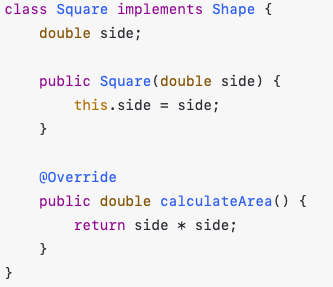 class Square implements Shape {
    double side;

    public Square(double side) {
        this.side = side;
    }

    @Override
    public double calculateArea() {
        return side * side;
    }
}